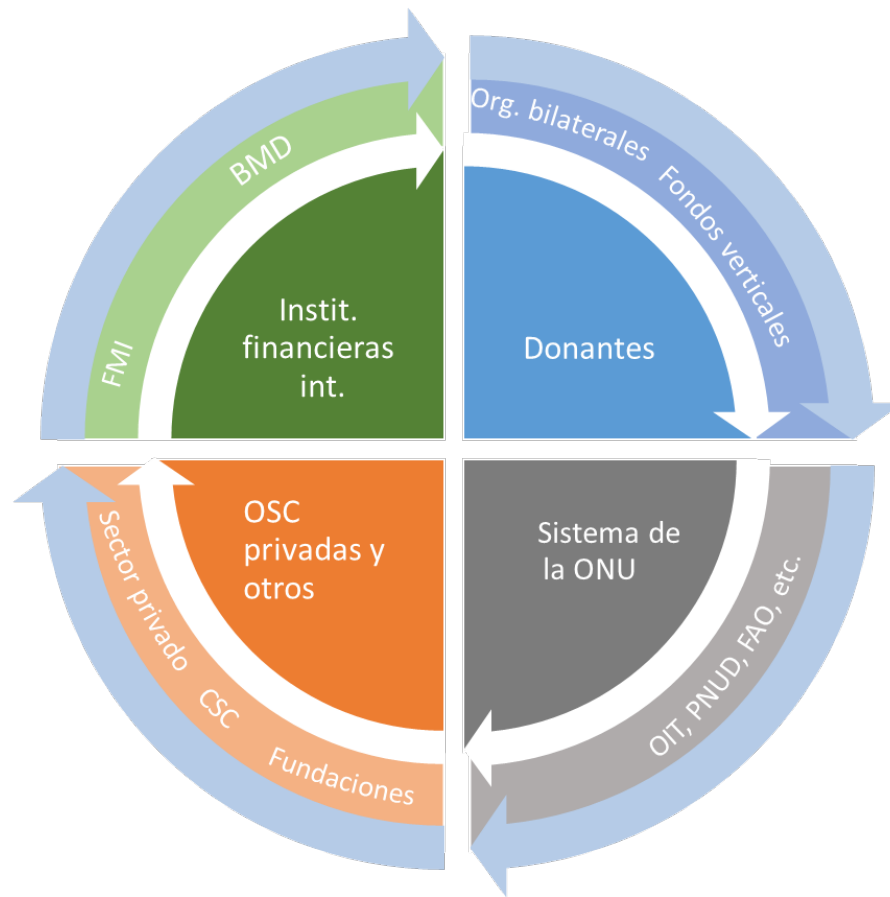 BMD
FMI
Instit.
financieras
int.
Org. bilaterales
Fondos verticales
Donantes
OSC
privadas y
otros
Sector privado
CSC
Fundaciones
Sistema de
la ONU
OIT, PNUD, FAO, etc.